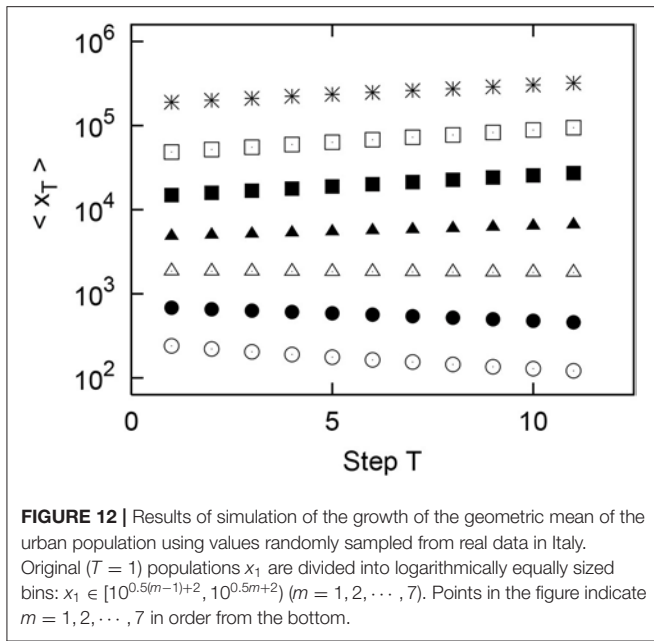 10^6
10^5
10^4
10^3
10^2
< x_T >
0 5 10
Step T
FIGURE 12 | Results of simulation of the growth of the geometric mean of the
urban population using values randomly sampled from real data in Italy.
Original (T = 1) populations x_1 are divided into logarithmically equally sized
bins: x_1 ∈ [10^{0.5(m−1)+2}, 10^{0.5m+2}) (m = 1, 2, ⋯ , 7). Points in the figure indicate
m = 1, 2, ⋯ , 7 in order from the bottom.